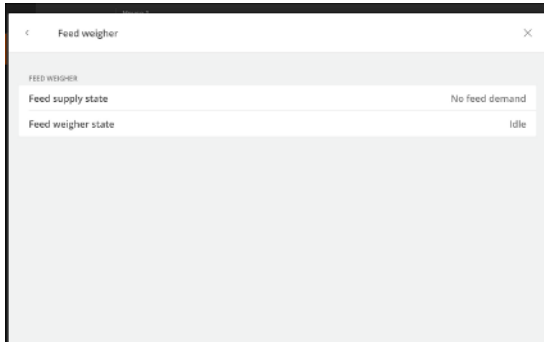 Feed weigher
FEED WEIGHER
Feed supply state No feed demand
Feed weigher state Idle